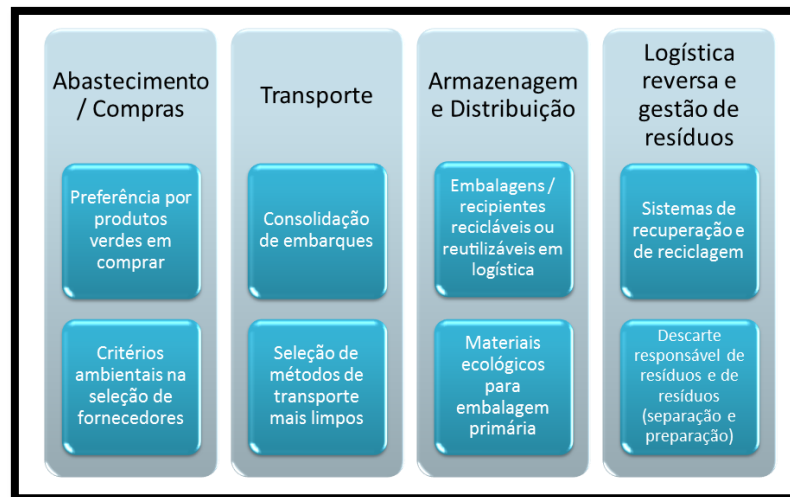 Abastecimento
/ Compras
Preferência por
produtos
verdes em
comprar
Critérios
ambientais na
seleção de
fornecedores
Transporte
Consolidação
de embarques
Seleção de
métodos de
transporte
mais limpos
Armazenagem
e Distribuição
Embalagens /
recipientes
recicláveis ou
reutilizáveis em
logística
Materiais
ecológicos
para
embalagem
primária
Logística
reversa e
gestão de
resíduos
Sistemas de
recuperação e
de reciclagem
Descarte
responsável de
resíduos e de
resíduos
(separação e
preparação)